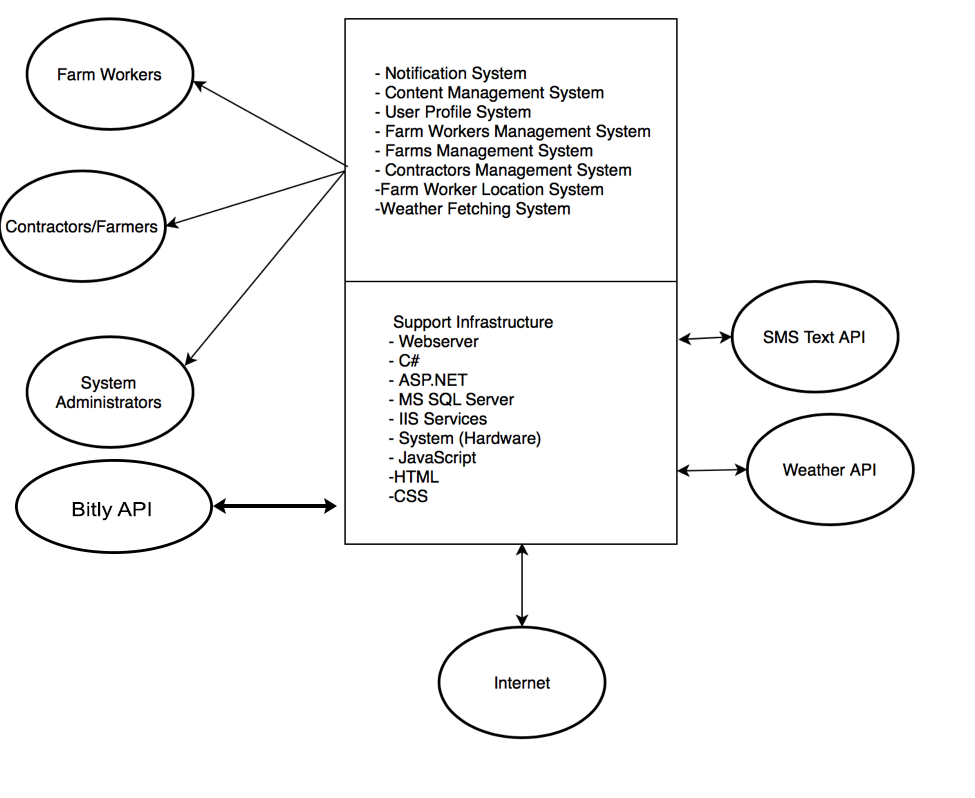 Farm Workers
Contractors/Farmers
System
Administrators
Bitly API
- Notification System
- Content Management System
- User Profile System
- Farm Workers Management System
- Farms Management System
- Contractors Management System
-Farm Worker Location System
-Weather Fetching System
Support Infrastructure
- Webserver
- C#
- ASP.NET
- MS SQL Server
- IIS Services
- System (Hardware)
- JavaScript
-HTML
-CSS
SMS Text API
Weather API
Internet